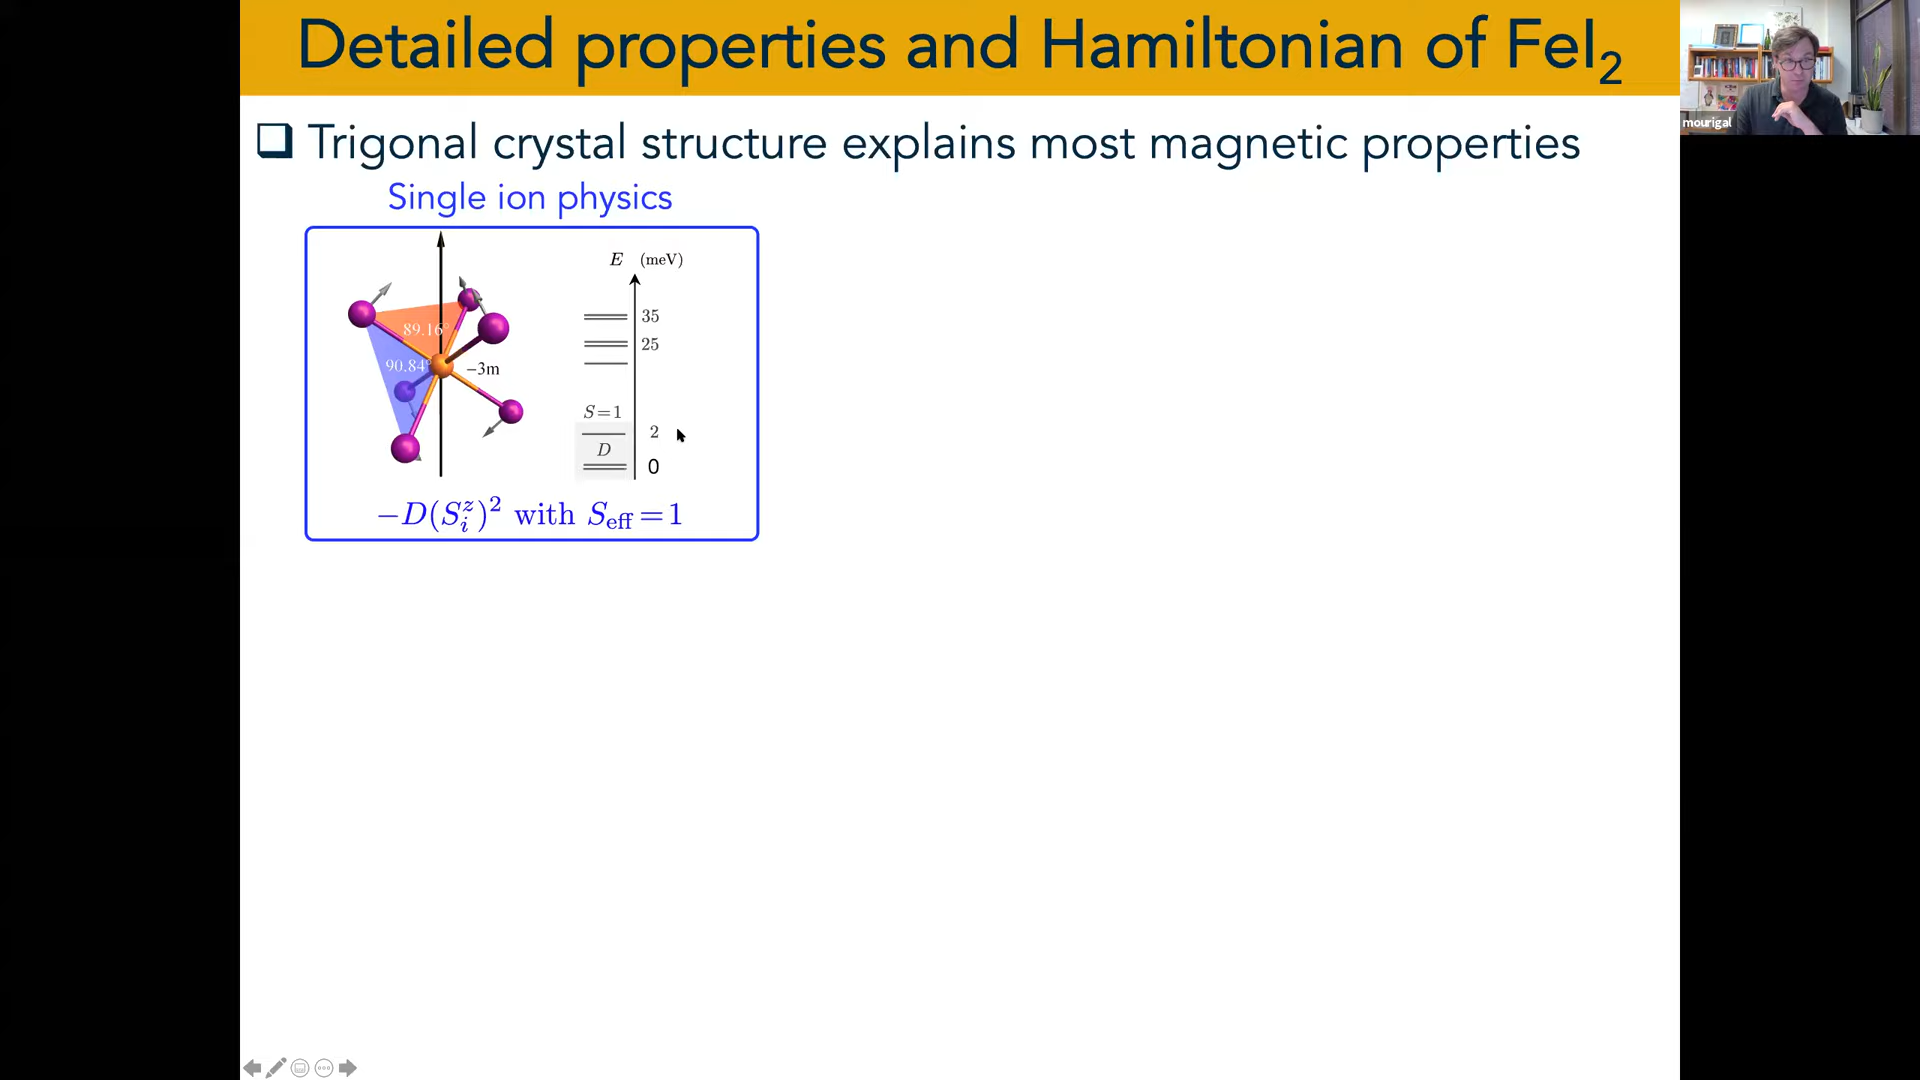 Detailed properties and Hamiltonian of FeI₂
mourigal
❑ Trigonal crystal structure explains most magnetic properties
Single ion physics
E (meV)
35
89.16°
25
90.84°
−3m
S=1
2
D
0
−D(Sᵢᶻ)² with S_eff = 1